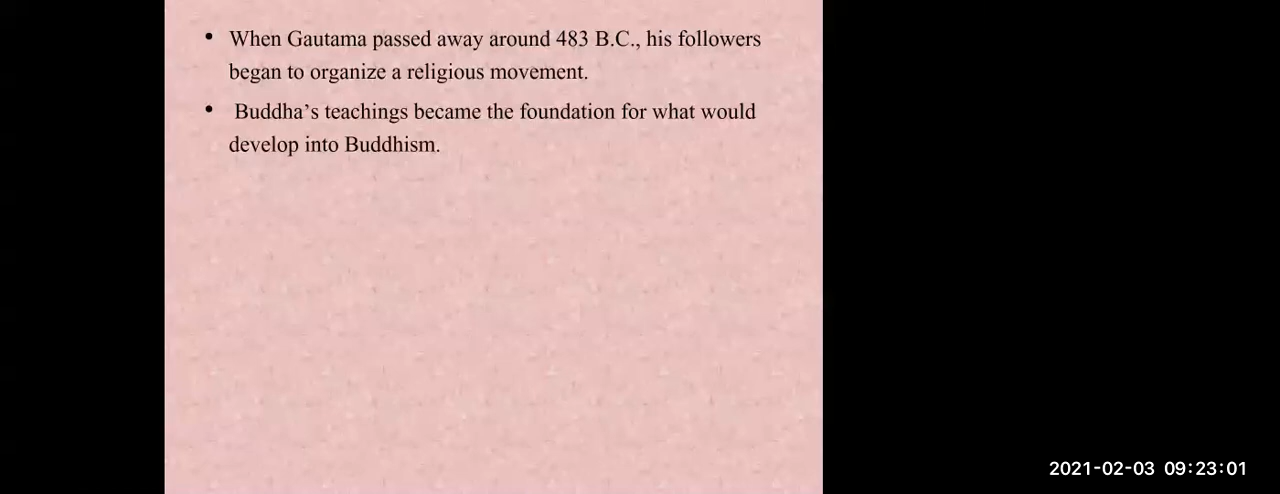 • When Gautama passed away around 483 B.C., his followers
began to organize a religious movement.
• Buddha’s teachings became the foundation for what would
develop into Buddhism.
2021-02-03 09:23:01